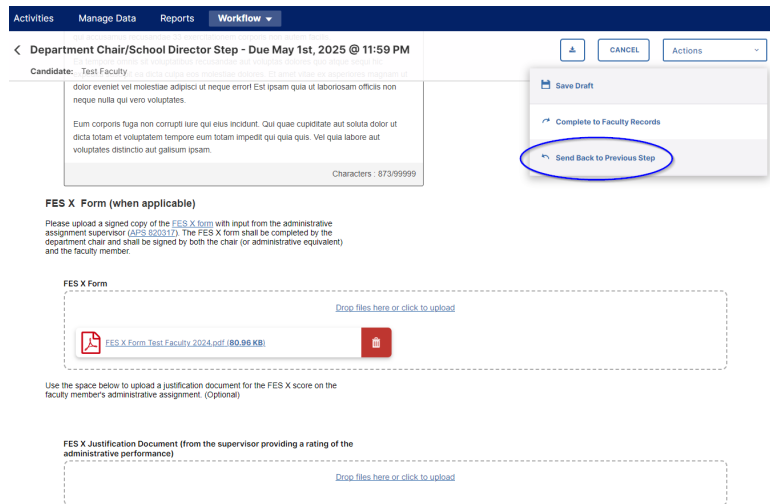 Activities Manage Data Reports Workflow
Department Chair/School Director Step - Due May 1st, 2025 @ 11:59 PM
CANCEL
Actions
Candidate: Test Faculty
Save Draft
Complete to Faculty Records
Send Back to Previous Step
dolor eveniet vel molestiae adipisci ut neque error! Est ipsam quia ut laboriosam officiis non
neque nulla qui vero voluptates.
Eum corporis fuga non corrupti iure qui eius incidunt. Qui quae cupiditate aut soluta dolor ut
dicta totam et voluptatem tempore eum totam impedit qui quia quis. Vel quia labore aut
voluptates distinctio aut galisum ipsam.
Characters : 873/99999
FES X Form (when applicable)
Please upload a signed copy of the FES X form with input from the administrative
assignment supervisor (APS 820317). The FES X form shall be completed by the
department chair and shall be signed by both the chair (or administrative equivalent)
and the faculty member.
FES X Form
Drop files here or click to upload
FES X Form Test Faculty 2024.pdf (80.96 KB)
Use the space below to upload a justification document for the FES X score on the
faculty member's administrative assignment. (Optional)
FES X Justification Document (from the supervisor providing a rating of the
administrative performance)
Drop files here or click to upload